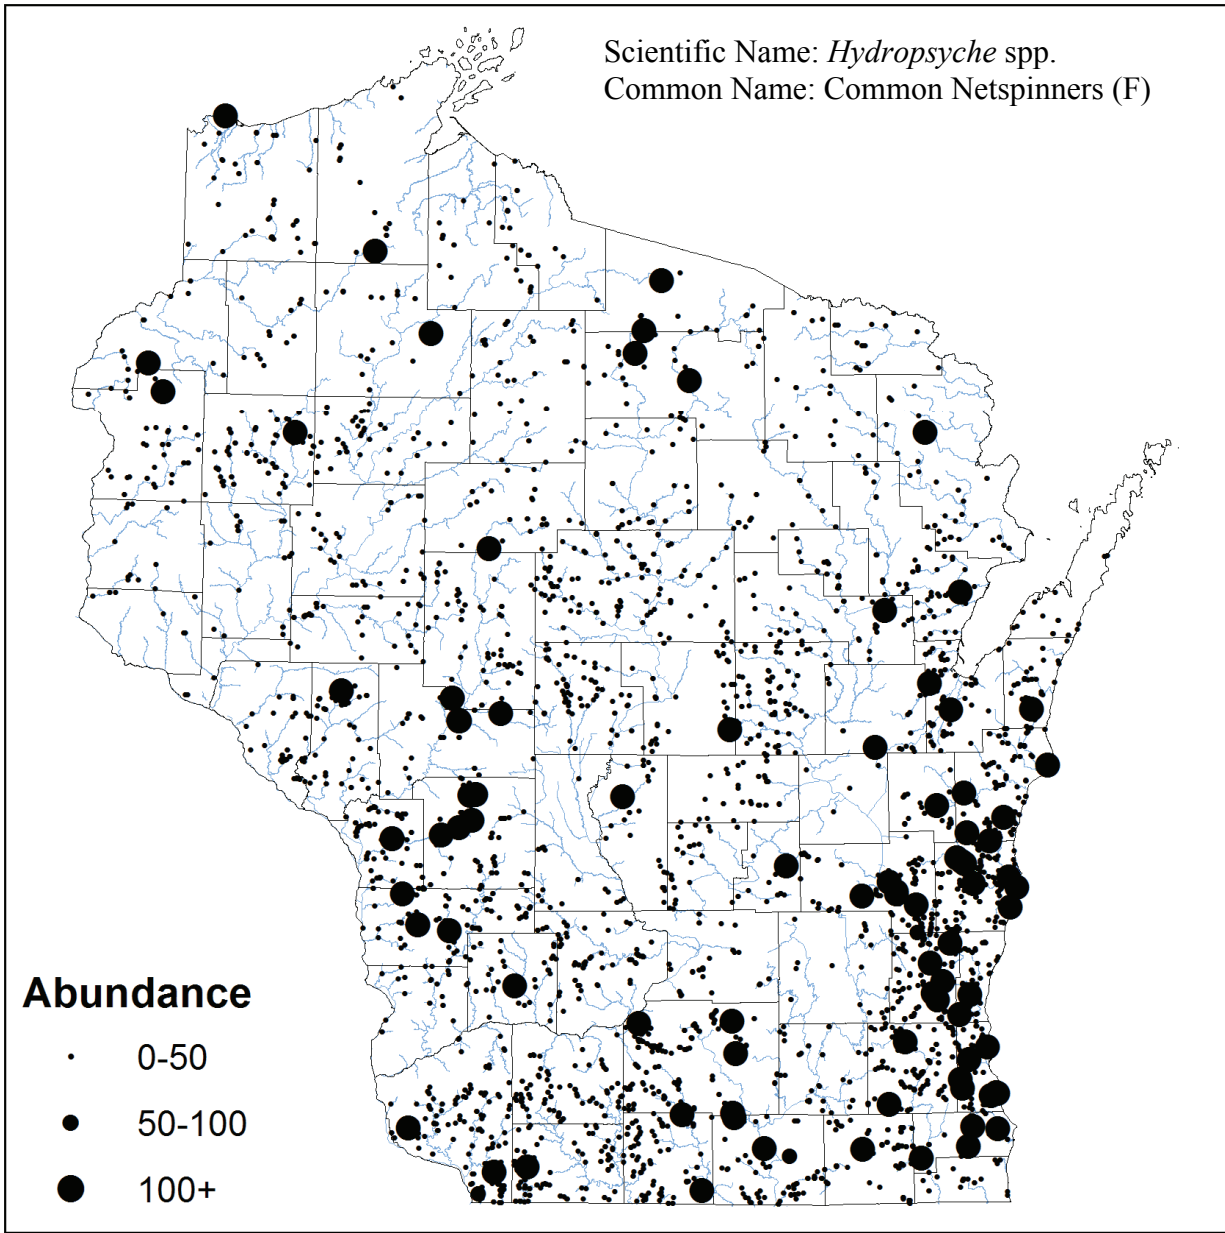 Scientific Name: Hydropsyche spp.
Common Name: Common Netspinners (F)
Abundance
0-50
50-100
100+